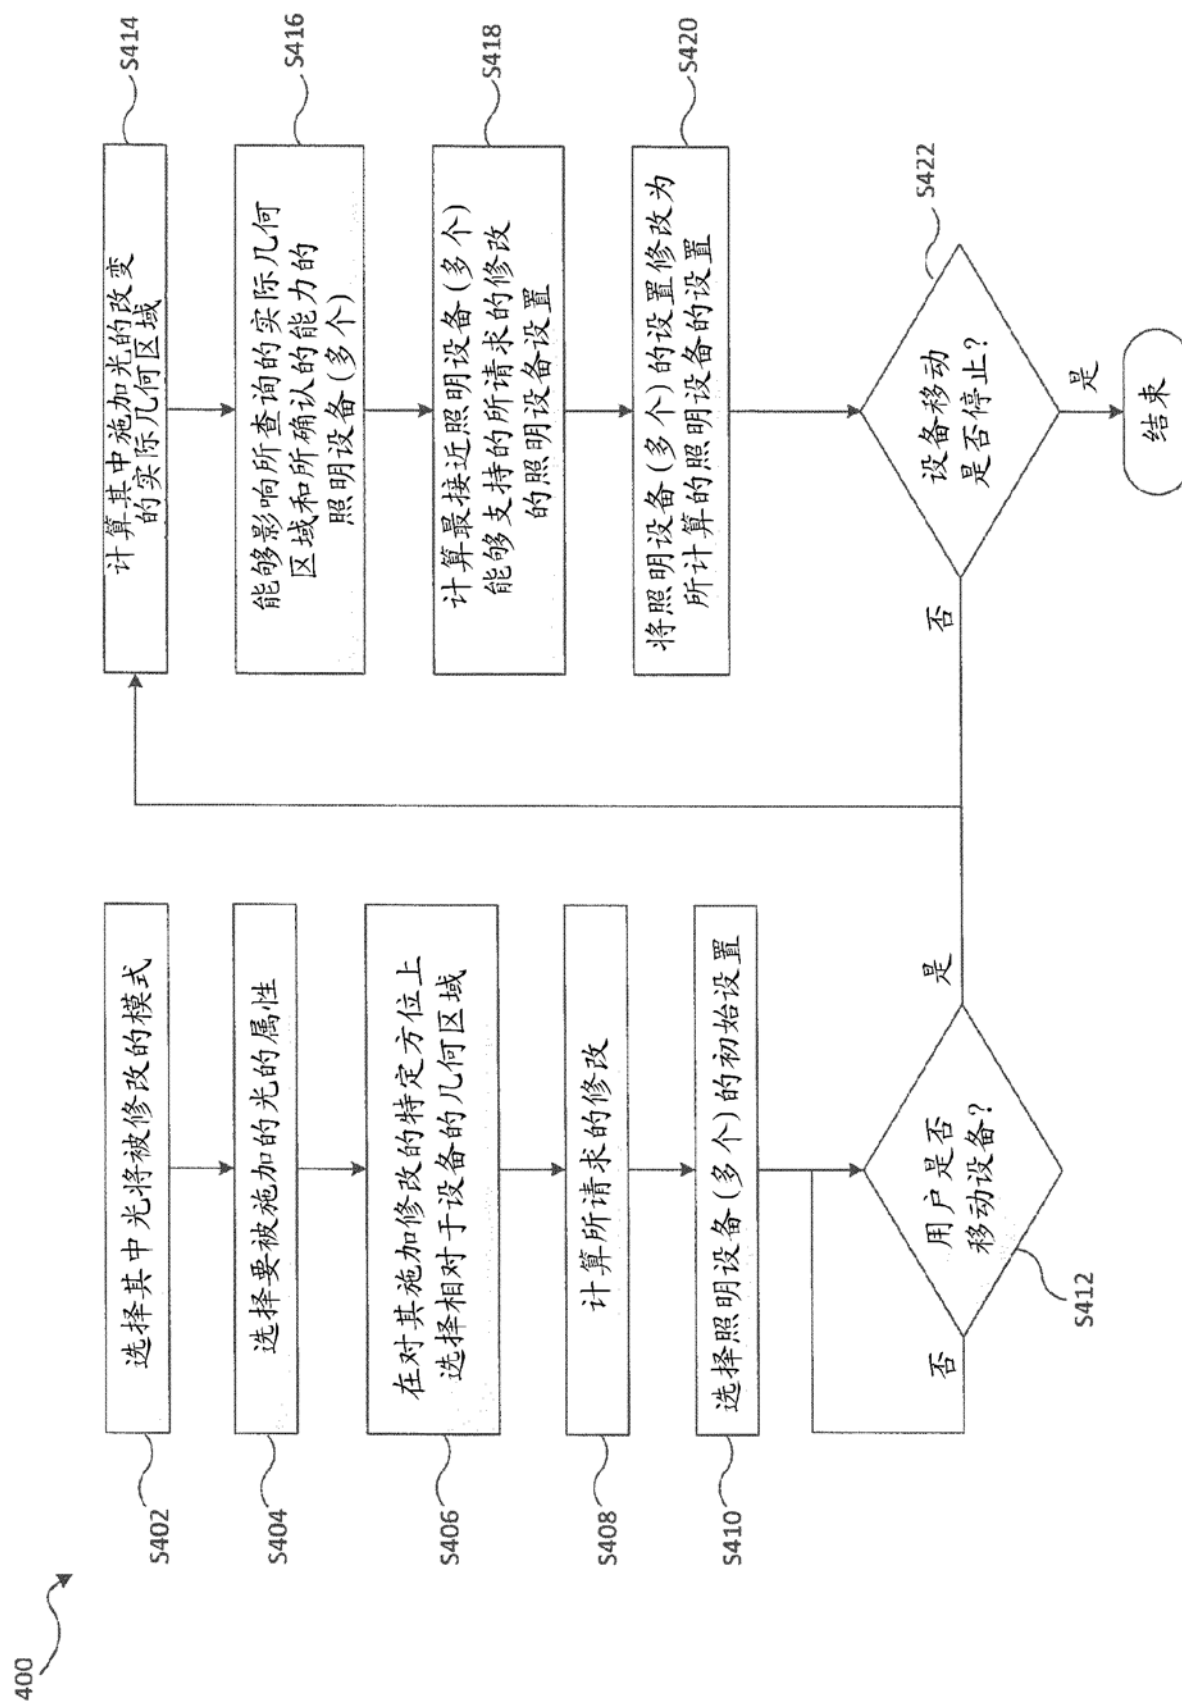 400
S402
选择其中光将被修改的模式
S404
选择要被施加的光的属性
S406
在对其施加修改的特定方位上
选择相对于设备的几何区域
S408
计算所请求的修改
S410
选择照明设备(多个)的初始设置
用户是否
移动设备?
S412
否
是
S414
计算其中施加光的改变
的实际几何区域
S416
能够影响所查询的实际几何
区域和所确认的能力的
照明设备(多个)
S418
计算最接近照明设备(多个)
能够支持的所请求的修改
的照明设备设置
S420
将照明设备(多个)的设置修改为
所计算的照明设备的设置
S422
设备移动
是否停止?
否
是
结束